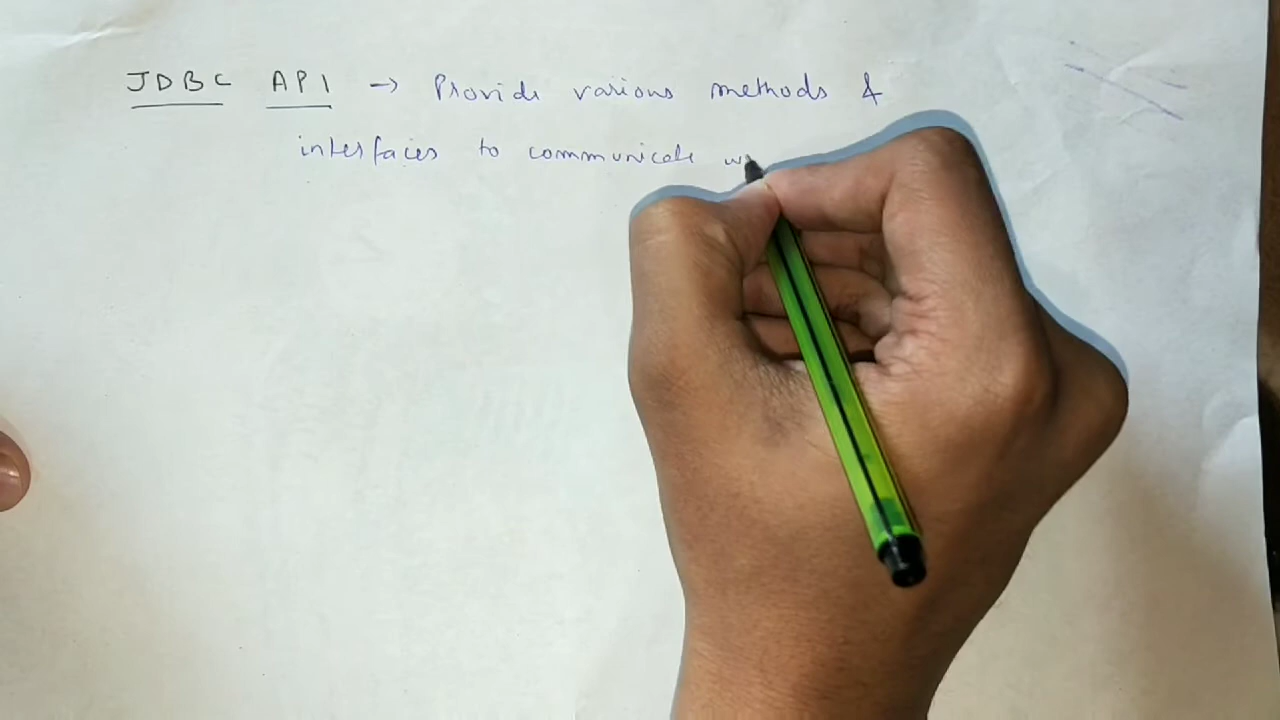 JDBC API → Provide various methods &
interfaces to communicate